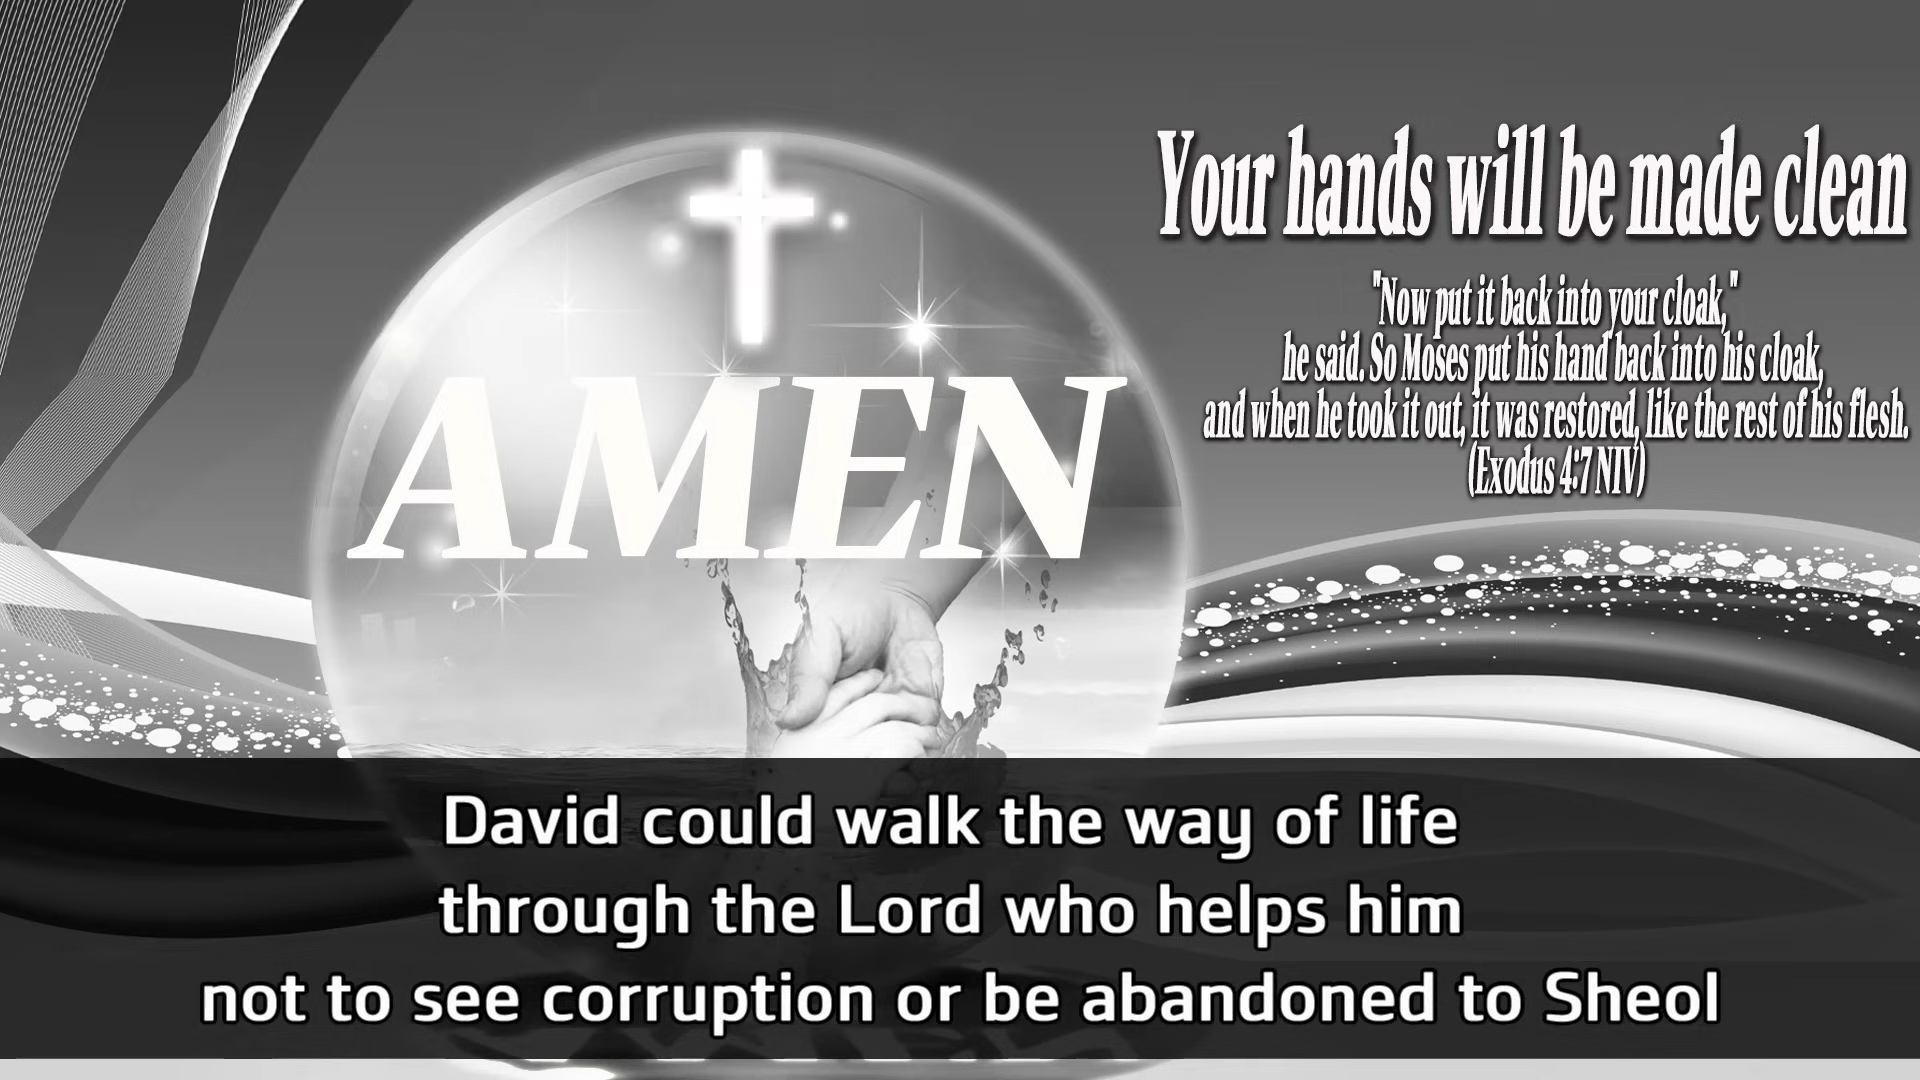 Your hands will be made clean
"Now put it back into your cloak,"
he said. So Moses put his hand back into his cloak,
and when he took it out, it was restored, like the rest of his flesh.
(Exodus 4:7 NIV)
AMEN
David could walk the way of life
through the Lord who helps him
not to see corruption or be abandoned to Sheol